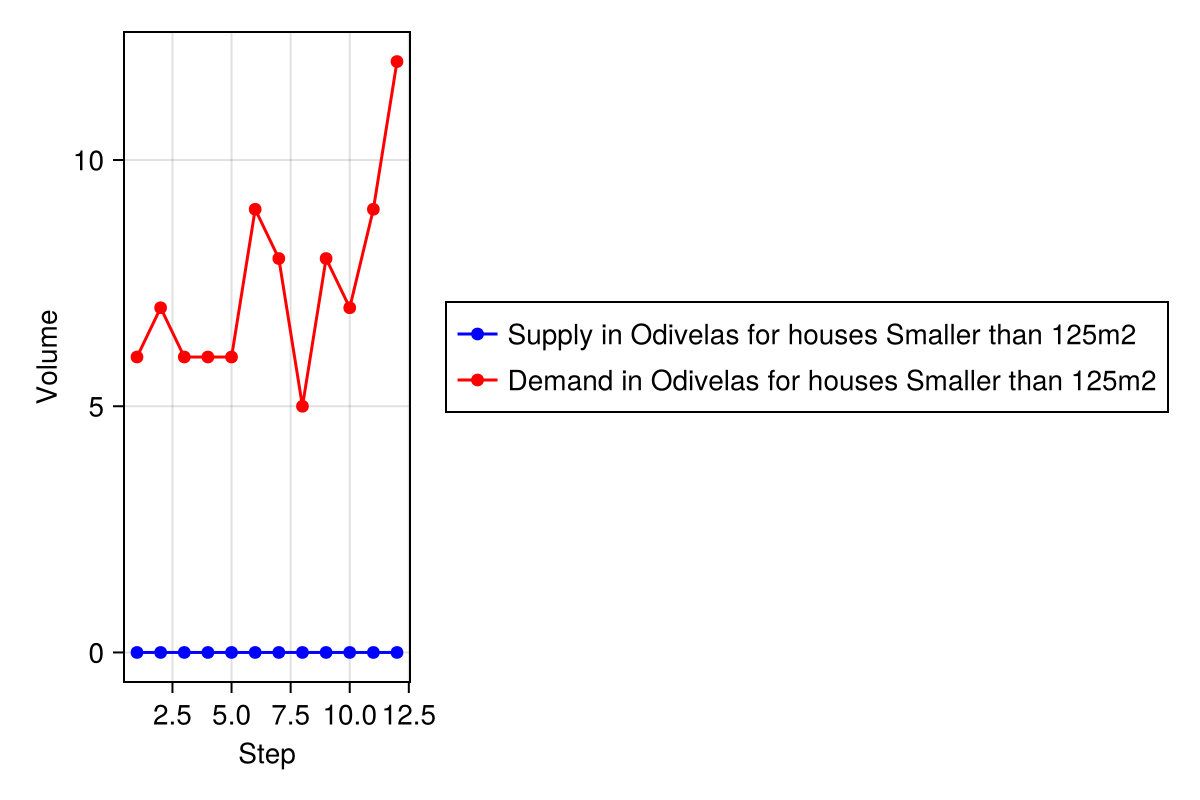 10
5
0
Volume
2.5 5.0 7.5 10.0 12.5
Step
Supply in Odivelas for houses Smaller than 125m2
Demand in Odivelas for houses Smaller than 125m2